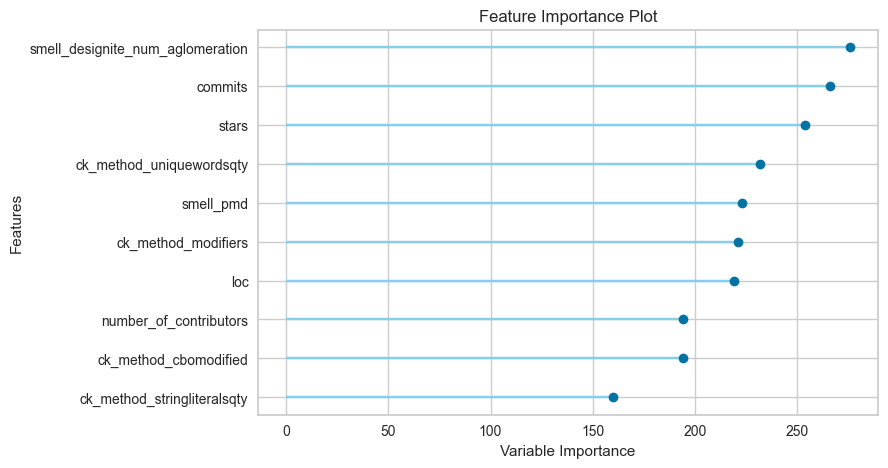 Feature Importance Plot
smell_designite_num_aglomeration
commits
stars
ck_method_uniquewordsqty
smell_pmd
ck_method_modifiers
loc
number_of_contributors
ck_method_cbomodified
ck_method_stringliteralsqty
Features
0 50 100 150 200 250
Variable Importance